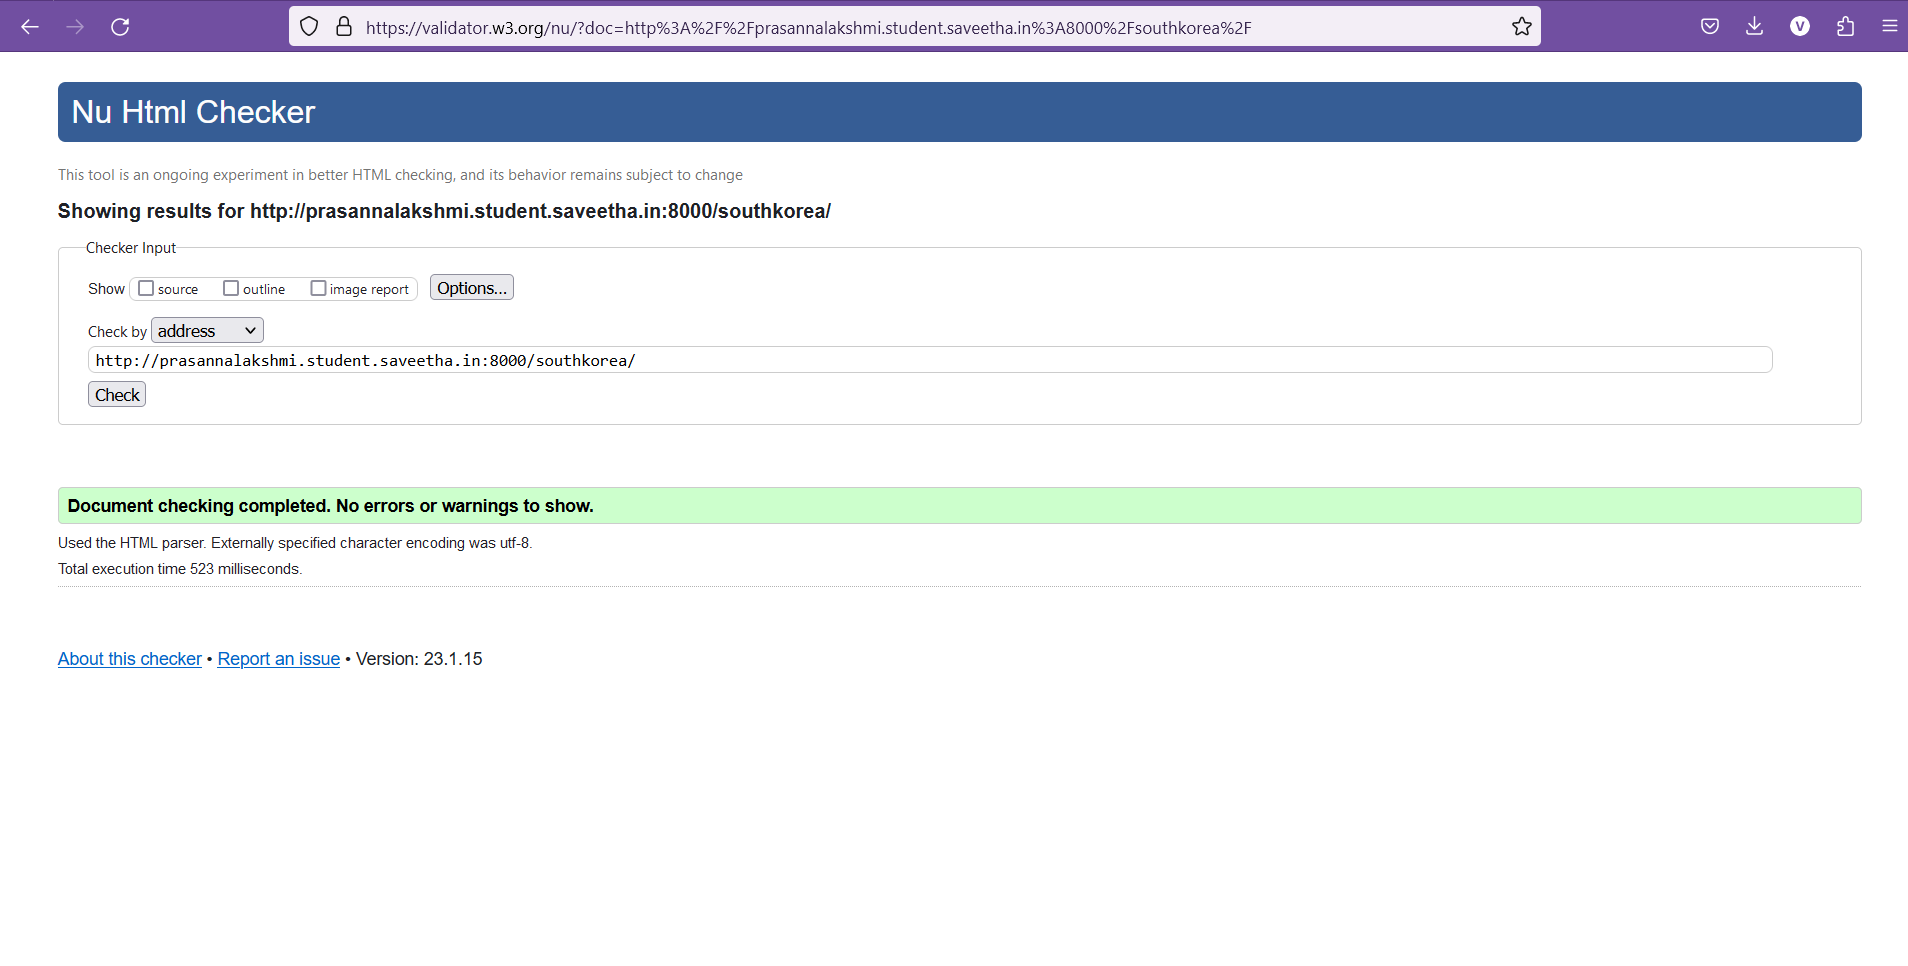 https://validator.w3.org/nu/?doc=http%3A%2F%2Fprasannalakshmi.student.saveetha.in%3A8000%2Fsouthkorea%2F
V
Nu Html Checker
This tool is an ongoing experiment in better HTML checking, and its behavior remains subject to change
Showing results for http://prasannalakshmi.student.saveetha.in:8000/southkorea/
Checker Input
Show source outline image report Options...
Check by address
http://prasannalakshmi.student.saveetha.in:8000/southkorea/
Check
Document checking completed. No errors or warnings to show.
Used the HTML parser. Externally specified character encoding was utf-8.
Total execution time 523 milliseconds.
About this checker • Report an issue • Version: 23.1.15